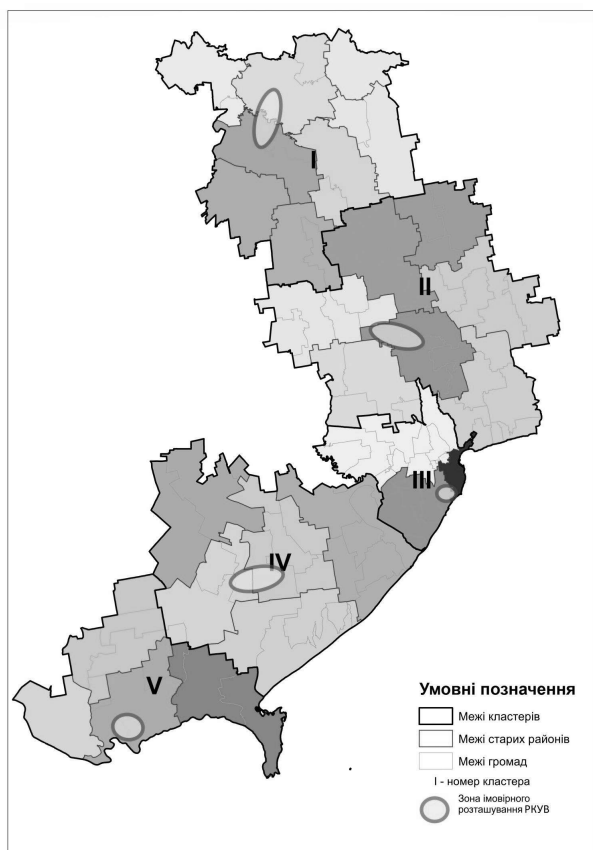 I
II
III
IV
V
Умовні позначення
Межі кластерів
Межі старих районів
Межі громад
I - номер кластера
Зона імовірного
розташування РКУВ